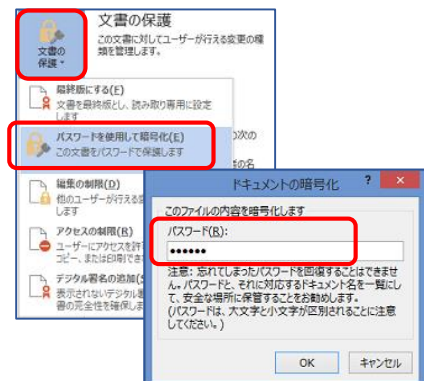 文書の保護
この文書に対してユーザーが行える変更の種
類を管理します。
文書の
保護
最終版にする(F)
文書を最終版とし、読み取り専用に設定
します
パスワードを使用して暗号化(E)
この文書をパスワードで保護します
次の
編集の制限(D)
他のユーザーが行える
します
の名
アクセスの制限(R)
ユーザーにアクセスを許
コピー、または印刷でき
デジタル署名の追加(S
表示されないデジタル
書の完全性を確保しま
ドキュメントの暗号化 ? ×
このファイルの内容を暗号化します
パスワード(R):
●●●●●●
注意: 忘れてしまったパスワードを回復することはできませ
ん。パスワードと、それに対応するドキュメント名を一覧にし
て、安全な場所に保管することをお勧めします。
(パスワードは、大文字と小文字が区別されることに注意
してください。)
OK キャンセル